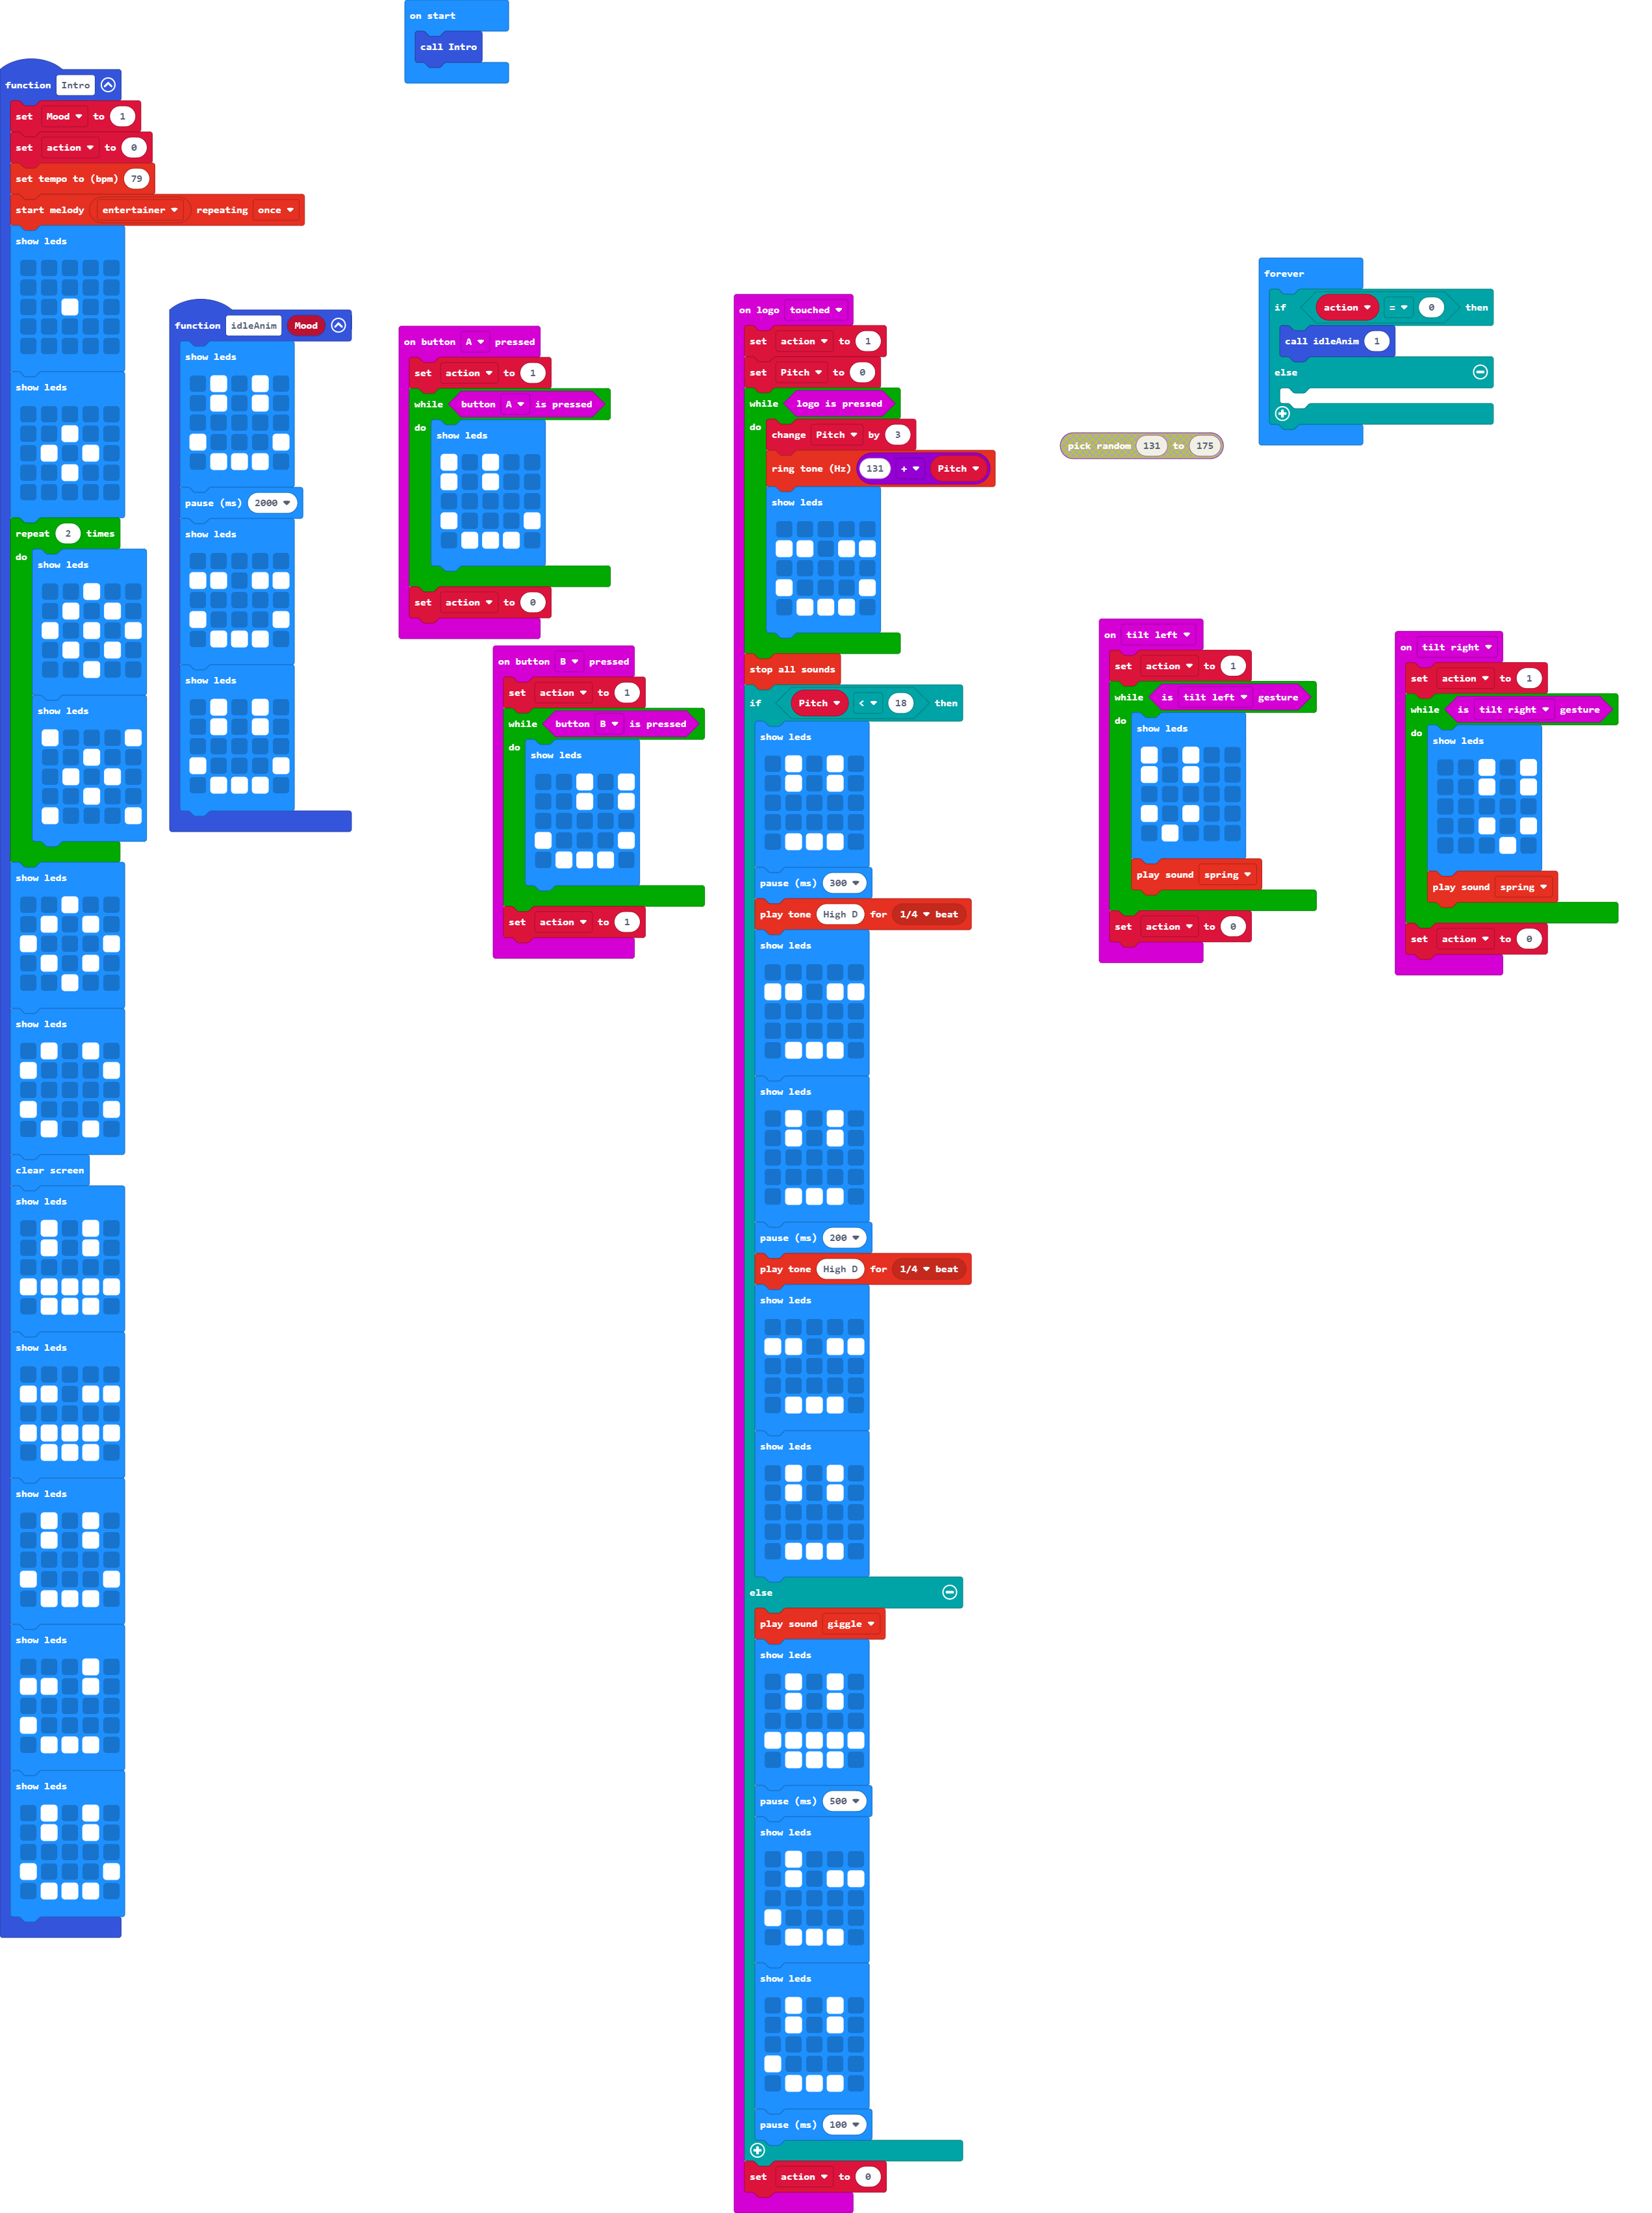 on start
call Intro
function Intro
set Mood to 1
set action to 0
set tempo to (bpm) 79
start melody entertainer repeating once
show leds
show leds
repeat 2 times
do
show leds
show leds
show leds
show leds
clear screen
show leds
show leds
show leds
show leds
show leds
function idleAnim Mood
show leds
pause (ms) 2000
show leds
show leds
on button A pressed
set action to 1
while button A is pressed
do
show leds
set action to 0
on button B pressed
set action to 1
while button B is pressed
do
show leds
set action to 1
on logo touched
set action to 1
set Pitch to 0
while logo is pressed
do
change Pitch by 3
ring tone (Hz) 131 + Pitch
show leds
stop all sounds
if Pitch < 18 then
show leds
pause (ms) 300
play tone High D for 1/4 beat
show leds
show leds
pause (ms) 200
play tone High D for 1/4 beat
show leds
show leds
else
play sound giggle
show leds
pause (ms) 500
show leds
show leds
pause (ms) 100
set action to 0
pick random 131 to 175
forever
if action = 0 then
call idleAnim 1
else
on tilt left
set action to 1
while is tilt left gesture
do
show leds
play sound spring
set action to 0
on tilt right
set action to 1
while is tilt right gesture
do
show leds
play sound spring
set action to 0